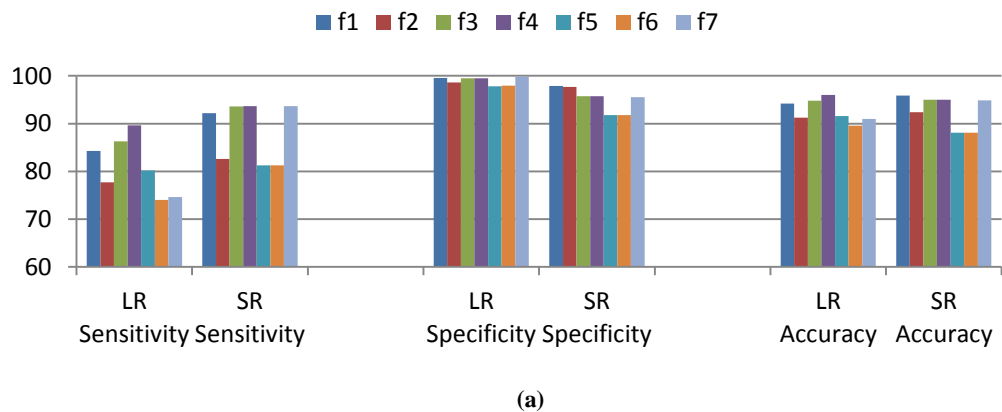 f1 f2 f3 f4 f5 f6 f7
100
90
80
70
60
LR Sensitivity
SR Sensitivity
LR Specificity
SR Specificity
LR Accuracy
SR Accuracy
(a)